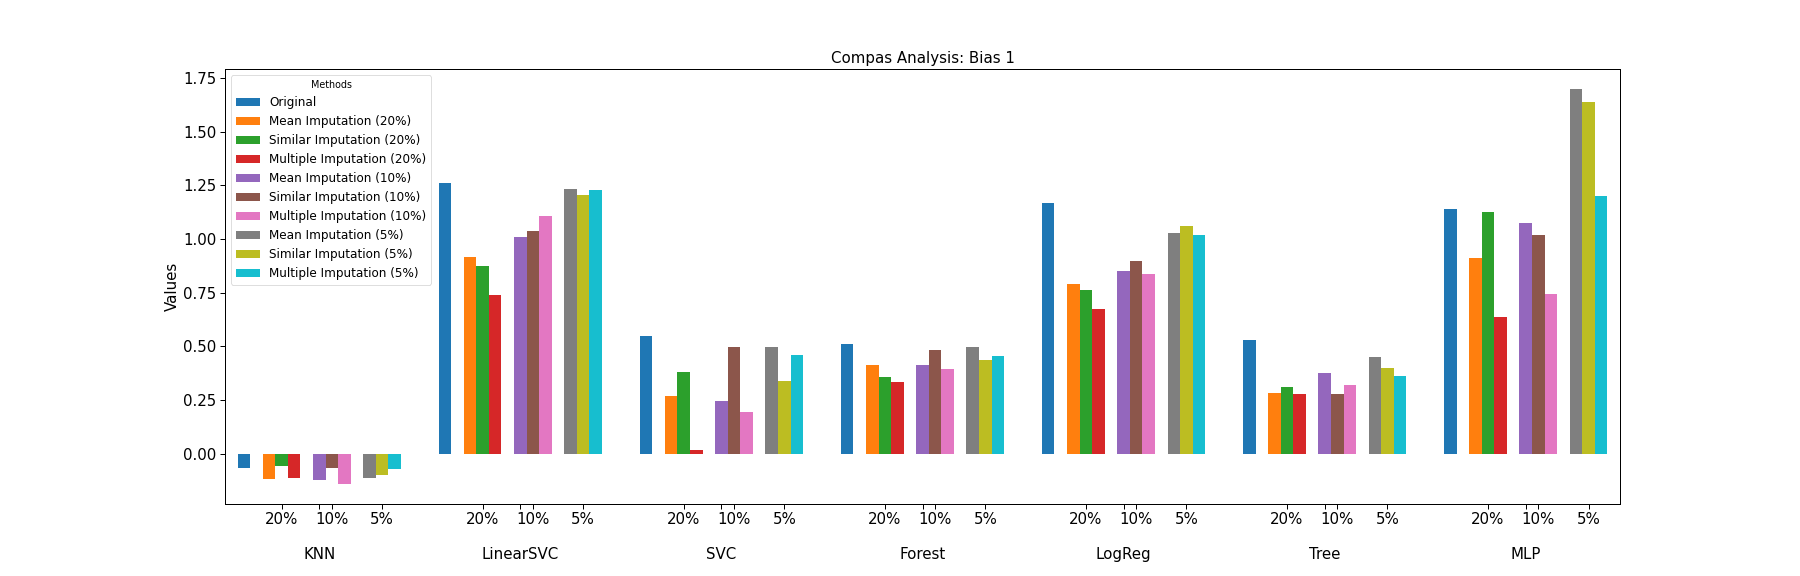 Compas Analysis: Bias 1
Values
1.75
1.50
1.25
1.00
0.75
0.50
0.25
0.00
Methods
Original
Mean Imputation (20%)
Similar Imputation (20%)
Multiple Imputation (20%)
Mean Imputation (10%)
Similar Imputation (10%)
Multiple Imputation (10%)
Mean Imputation (5%)
Similar Imputation (5%)
Multiple Imputation (5%)
20% 10% 5% 20% 10% 5% 20% 10% 5% 20% 10% 5% 20% 10% 5% 20% 10% 5% 20% 10% 5%
KNN LinearSVC SVC Forest LogReg Tree MLP